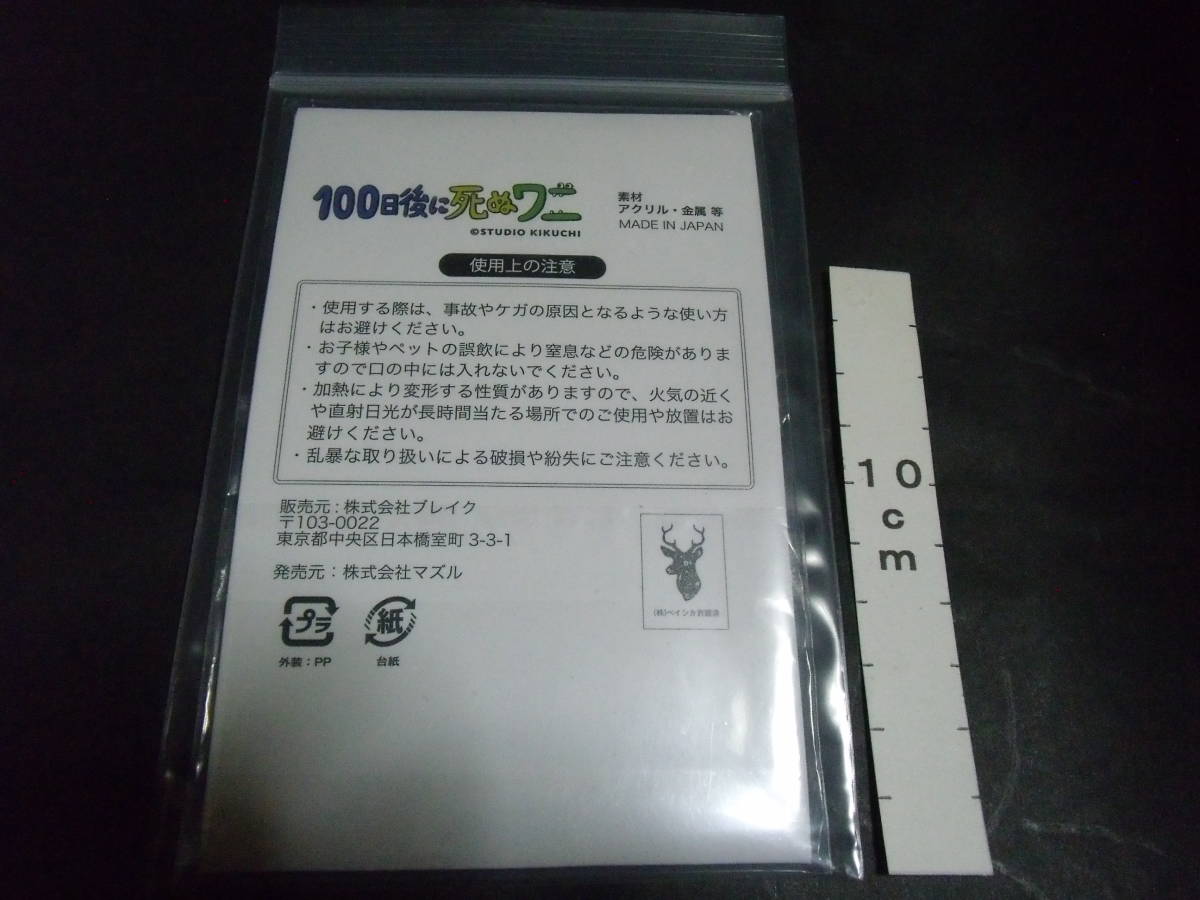 100日後に死ぬワニ
©STUDIO KIKUCHI
素材
アクリル・金属 等
MADE IN JAPAN
使用上の注意
・使用する際は、事故やケガの原因となるような使い方
はお避けください。
・お子様やペットの誤飲により窒息などの危険がありま
すので口の中には入れないでください。
・加熱により変形する性質がありますので、火気の近く
や直射日光が長時間当たる場所でのご使用や放置はお
避けください。
・乱暴な取り扱いによる破損や紛失にご注意ください。
販売元：株式会社ブレイク
〒103-0022
東京都中央区日本橋室町 3-3-1
発売元：株式会社マズル
(株)ベイシカ許諾済
プラ
外装：PP
紙
台紙
10
cm